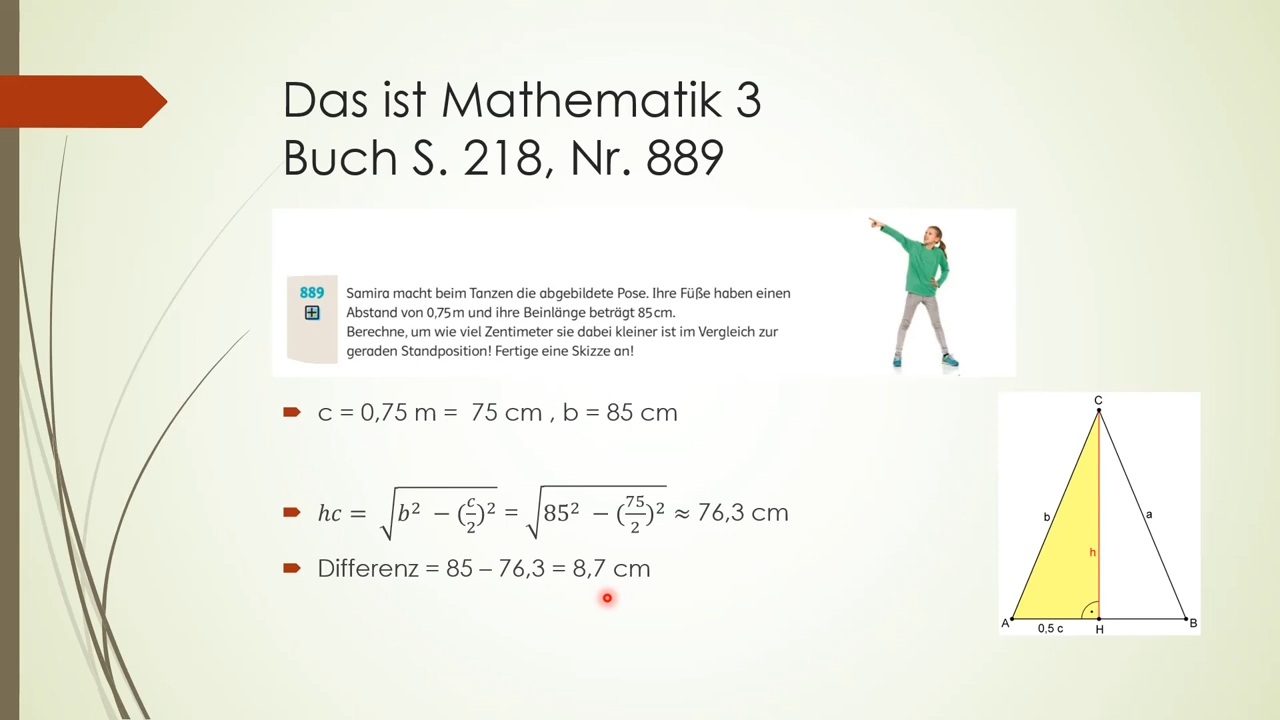 Das ist Mathematik 3
Buch S. 218, Nr. 889
889
Samira macht beim Tanzen die abgebildete Pose. Ihre Füße haben einen
Abstand von 0,75 m und ihre Beinlänge beträgt 85 cm.
Berechne, um wie viel Zentimeter sie dabei kleiner ist im Vergleich zur
geraden Standposition! Fertige eine Skizze an!
c = 0,75 m = 75 cm , b = 85 cm
hc = √(b² − (c/2)²) = √(85² − (75/2)²) ≈ 76,3 cm
Differenz = 85 – 76,3 = 8,7 cm
C
b
a
h
A
H
B
0,5 c